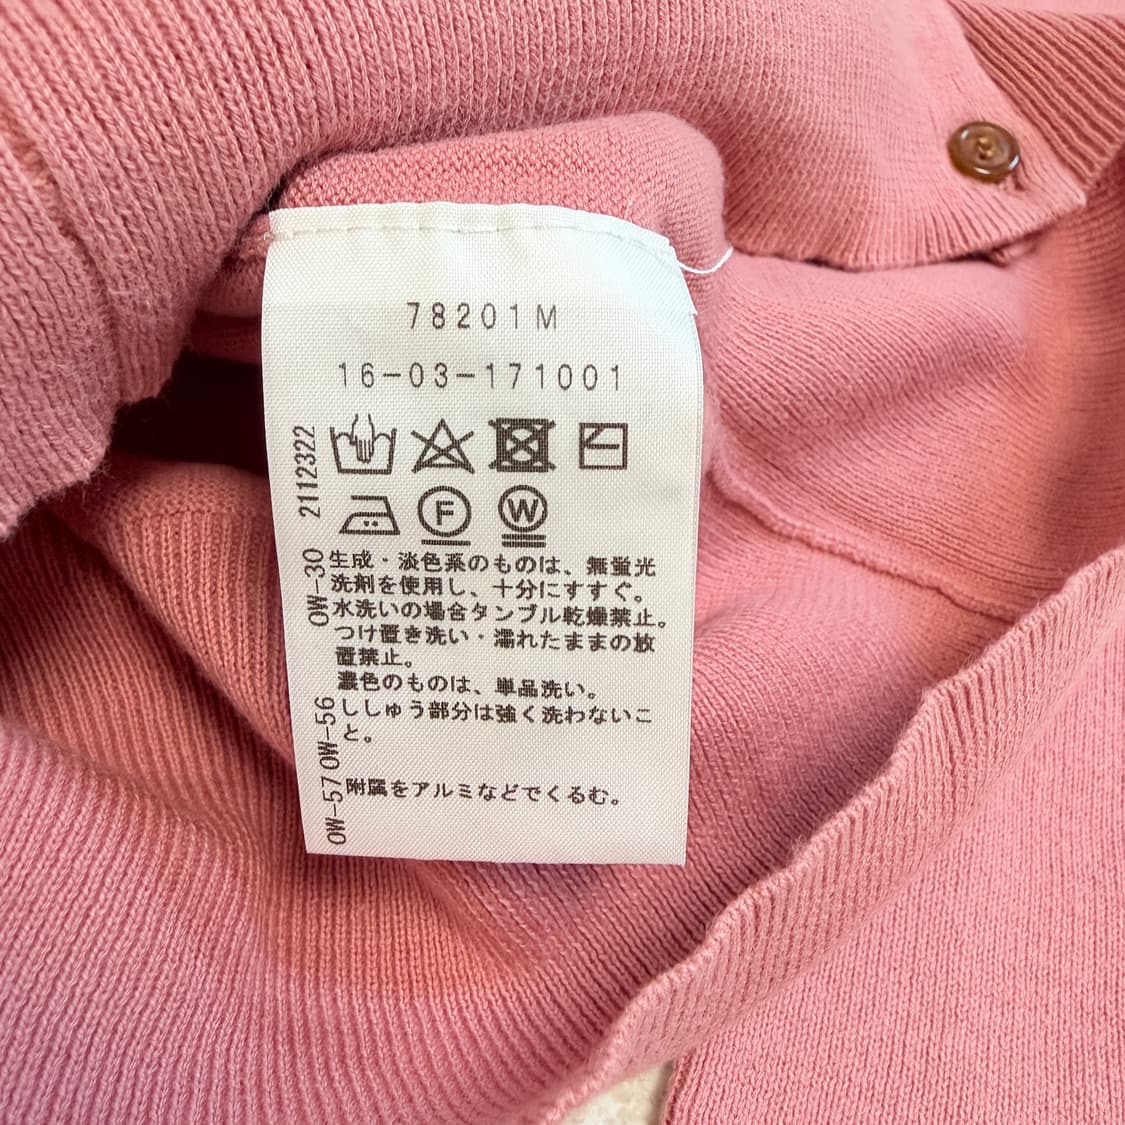 78201M
16-03-171001
2112322
F
W
OW-30
生成・淡色系のものは、無蛍光
洗剤を使用し、十分にすすぐ。
水洗いの場合タンブル乾燥禁止。
つけ置き洗い・濡れたままの放
置禁止。
濃色のものは、単品洗い。
OW-56
ししゅう部分は強く洗わないこ
と。
OW-57
附属をアルミなどでくるむ。